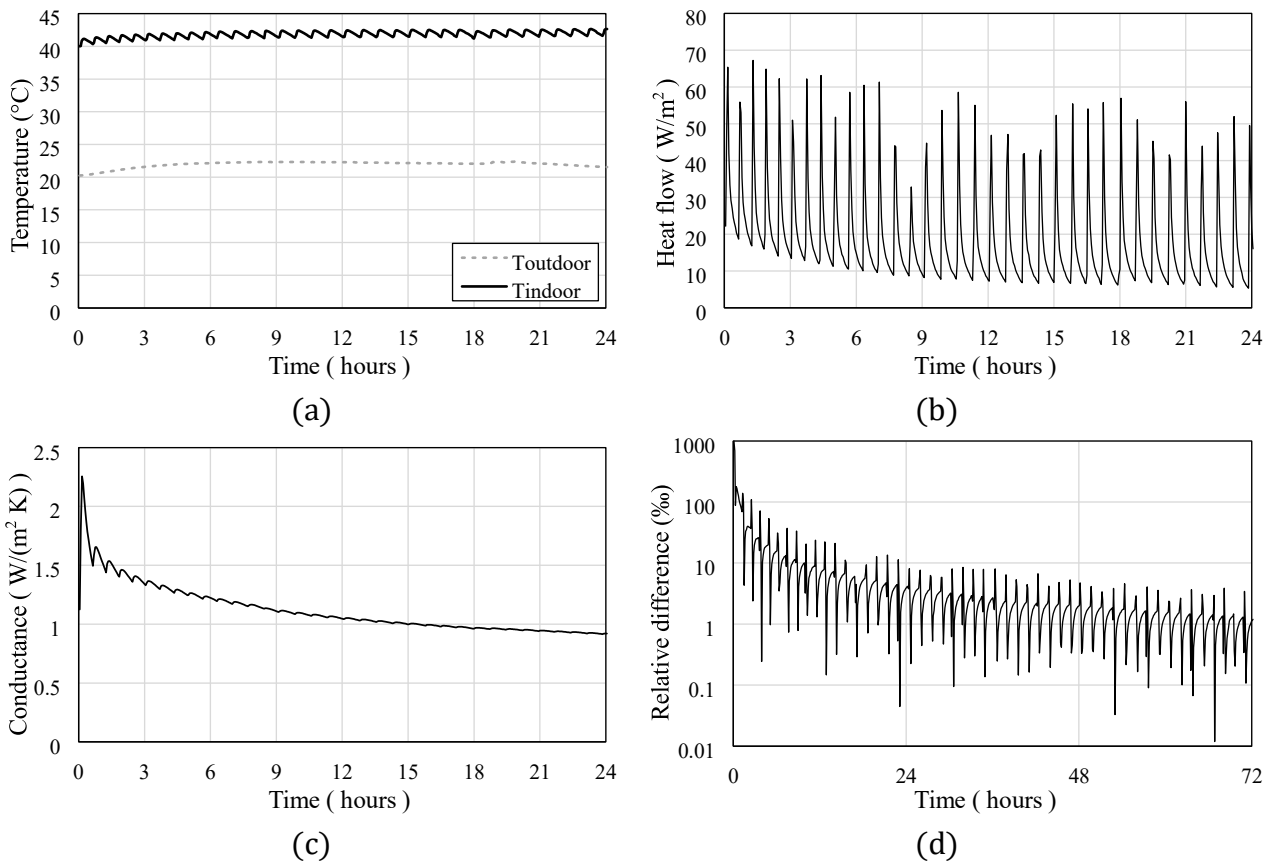 45
40
35
30
25
20
15
10
5
0
Temperature (°C)
Toutdoor
Tindoor
0 3 6 9 12 15 18 21 24
Time ( hours )
(a)
80
70
60
50
40
30
20
10
0
Heat flow ( W/m²)
0 3 6 9 12 15 18 21 24
Time ( hours )
(b)
2.5
2
1.5
1
0.5
0
Conductance ( W/(m² K) )
0 3 6 9 12 15 18 21 24
Time ( hours )
(c)
1000
100
10
1
0.1
0.01
Relative difference (‰)
0 24 48 72
Time ( hours )
(d)